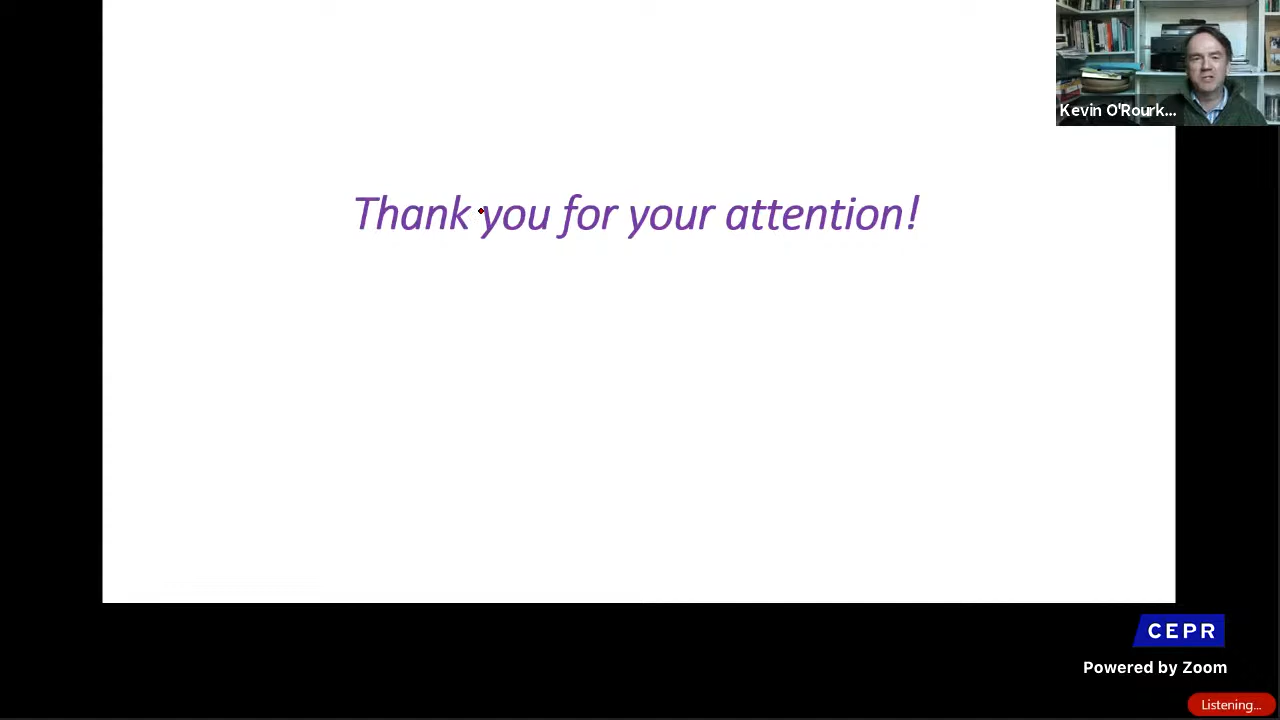 Kevin O'Rourk...
Thank you for your attention!
CEPR
Powered by Zoom
Listening...